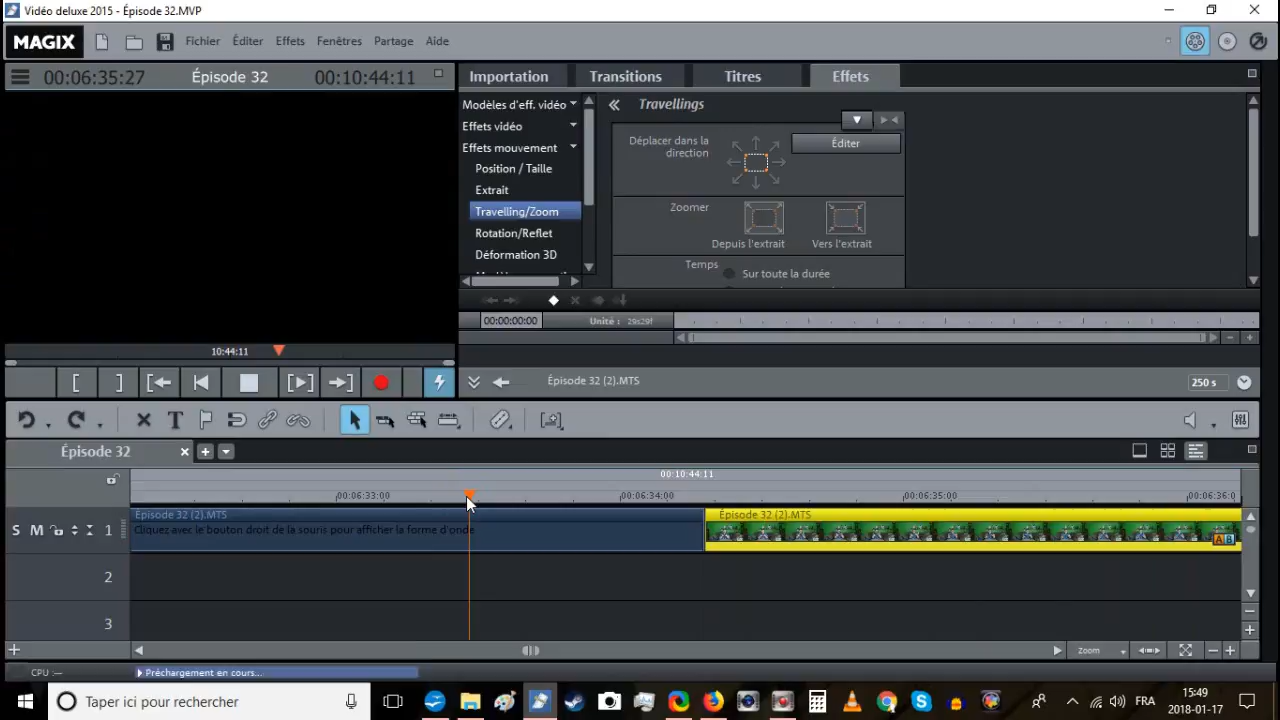 Vidéo deluxe 2015 - Épisode 32.MVP
MAGIX
Fichier Éditer Effets Fenêtres Partage Aide
00:06:35:27 Épisode 32 00:10:44:11
Importation Transitions Titres Effets
Modèles d'eff. vidéo
Effets vidéo
Effets mouvement
Position / Taille
Extrait
Travelling/Zoom
Rotation/Reflet
Déformation 3D
Travellings
Déplacer dans la
direction
Éditer
Zoomer
Depuis l'extrait Vers l'extrait
Temps
Sur toute la durée
00:00:00:00 Unité : 29s29f
10:44:11
Épisode 32 (2).MTS
250 s
Épisode 32
00:10:44:11
00:06:33:00 00:06:34:00 00:06:35:00 00:06:36:0
S M 1
Épisode 32 (2).MTS
Cliquez avec le bouton droit de la souris pour afficher la forme d'onde
Épisode 32 (2).MTS
A B
2
3
zoom
CPU :— Préchargement en cours...
Taper ici pour rechercher
FRA
15:49
2018-01-17